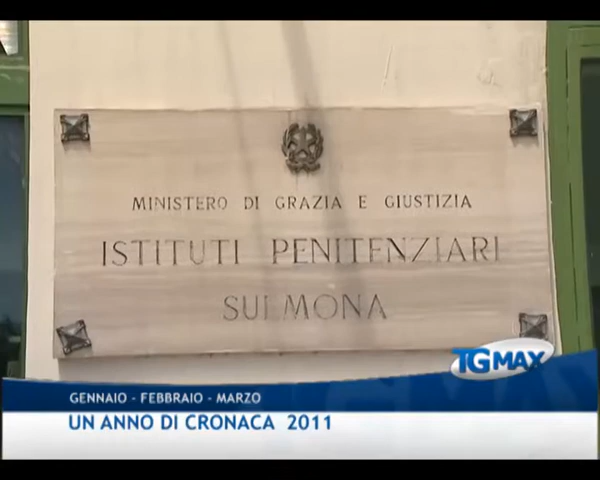 MINISTERO DI GRAZIA E GIUSTIZIA
ISTITUTI PENITENZIARI
SULMONA
TGMAX
GENNAIO - FEBBRAIO - MARZO
UN ANNO DI CRONACA 2011